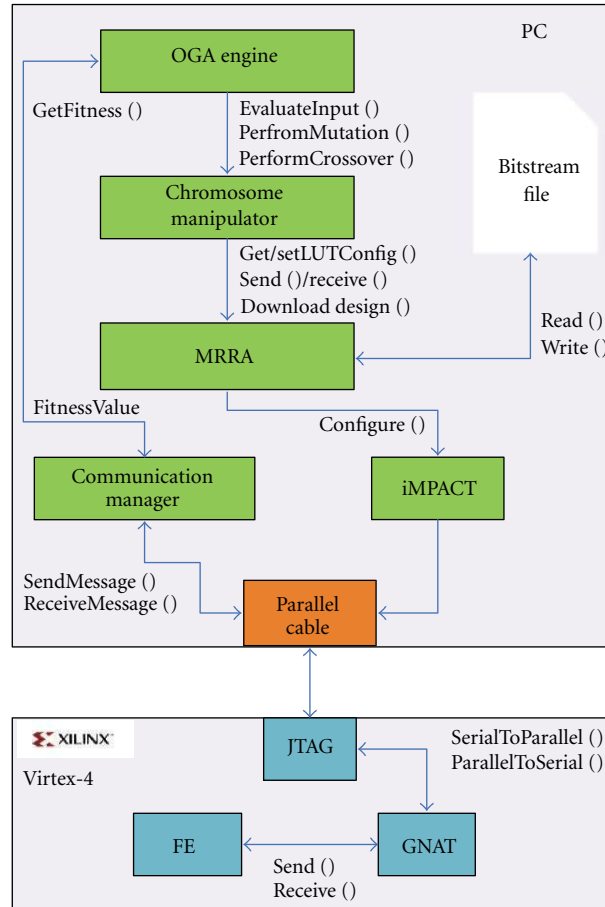 PC
OGA engine
GetFitness ()
EvaluateInput ()
PerfromMutation ()
PerformCrossover ()
Bitstream
file
Chromosome
manipulator
Get/setLUTConfig ()
Send ()/receive ()
Download design ()
Read ()
Write ()
MRRA
FitnessValue
Configure ()
Communication
manager
iMPACT
SendMessage ()
ReceiveMessage ()
Parallel
cable
XILINX
Virtex-4
JTAG
SerialToParallel ()
ParallelToSerial ()
FE
GNAT
Send ()
Receive ()